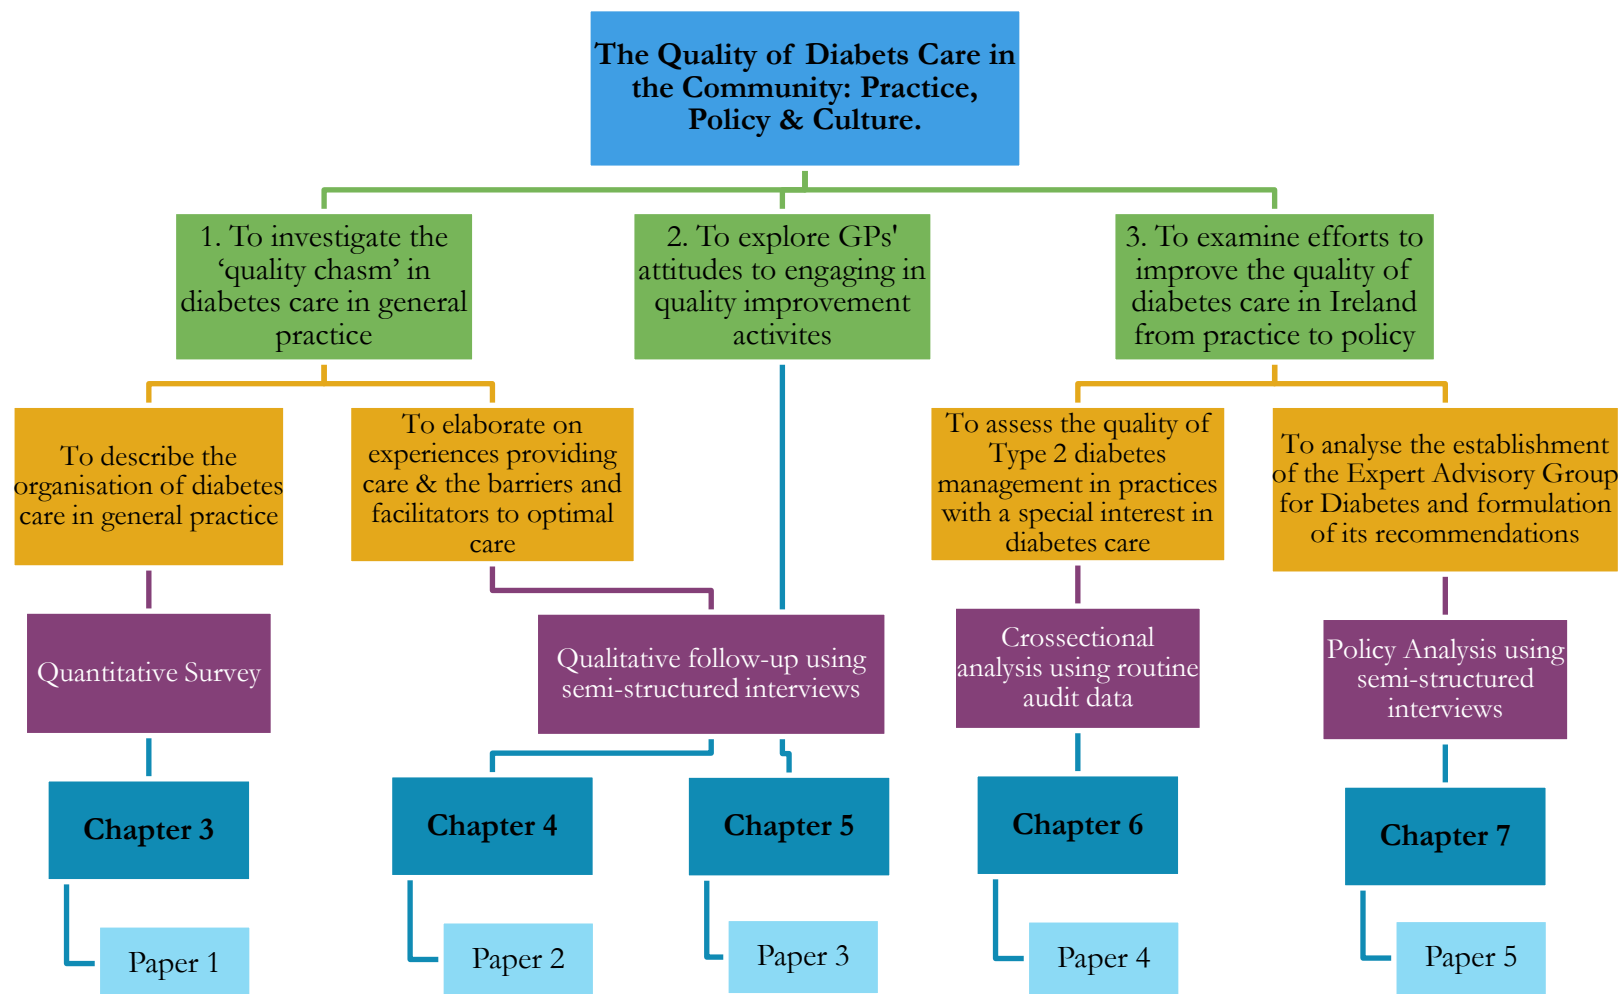 The Quality of Diabets Care in
the Community: Practice,
Policy & Culture.
1. To investigate the
‘quality chasm’ in
diabetes care in general
practice
2. To explore GPs'
attitudes to engaging in
quality improvement
activites
3. To examine efforts to
improve the quality of
diabetes care in Ireland
from practice to policy
To describe the
organisation of diabetes
care in general practice
To elaborate on
experiences providing
care & the barriers and
facilitators to optimal
care
To assess the quality of
Type 2 diabetes
management in practices
with a special interest in
diabetes care
To analyse the establishment
of the Expert Advisory Group
for Diabetes and formulation
of its recommendations
Quantitative Survey
Qualitative follow-up using
semi-structured interviews
Crossectional
analysis using routine
audit data
Policy Analysis using
semi-structured
interviews
Chapter 3
Chapter 4
Chapter 5
Chapter 6
Chapter 7
Paper 1
Paper 2
Paper 3
Paper 4
Paper 5